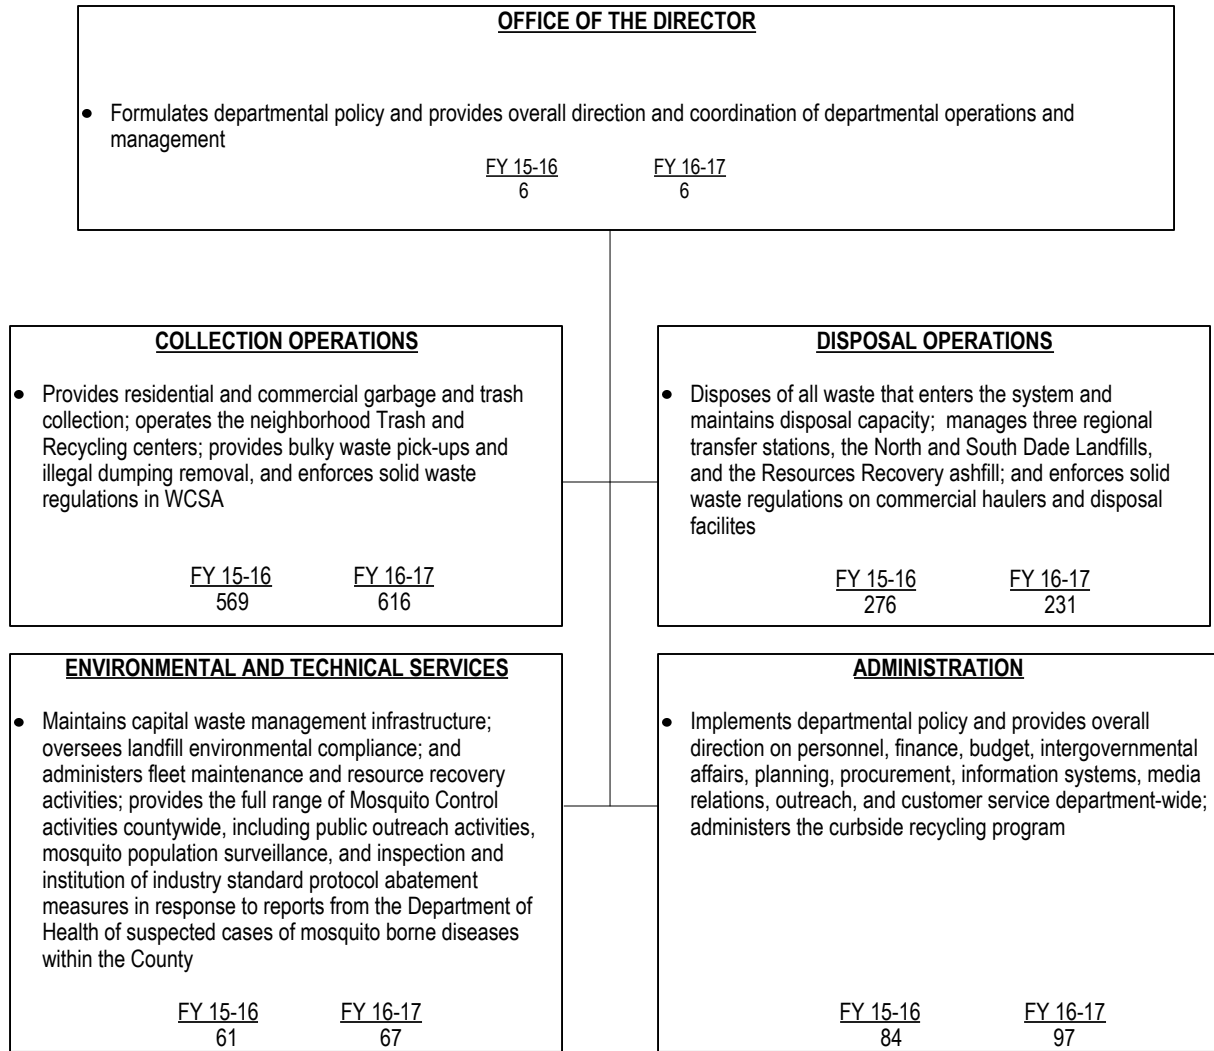 OFFICE OF THE DIRECTOR
• Formulates departmental policy and provides overall direction and coordination of departmental operations and
management
FY 15-16 FY 16-17
6 6
COLLECTION OPERATIONS
• Provides residential and commercial garbage and trash
collection; operates the neighborhood Trash and
Recycling centers; provides bulky waste pick-ups and
illegal dumping removal, and enforces solid waste
regulations in WCSA
FY 15-16 FY 16-17
569 616
DISPOSAL OPERATIONS
• Disposes of all waste that enters the system and
maintains disposal capacity; manages three regional
transfer stations, the North and South Dade Landfills,
and the Resources Recovery ashfill; and enforces solid
waste regulations on commercial haulers and disposal
facilites
FY 15-16 FY 16-17
276 231
ENVIRONMENTAL AND TECHNICAL SERVICES
• Maintains capital waste management infrastructure;
oversees landfill environmental compliance; and
administers fleet maintenance and resource recovery
activities; provides the full range of Mosquito Control
activities countywide, including public outreach activities,
mosquito population surveillance, and inspection and
institution of industry standard protocol abatement
measures in response to reports from the Department of
Health of suspected cases of mosquito borne diseases
within the County
FY 15-16 FY 16-17
61 67
ADMINISTRATION
• Implements departmental policy and provides overall
direction on personnel, finance, budget, intergovernmental
affairs, planning, procurement, information systems, media
relations, outreach, and customer service department-wide;
administers the curbside recycling program
FY 15-16 FY 16-17
84 97